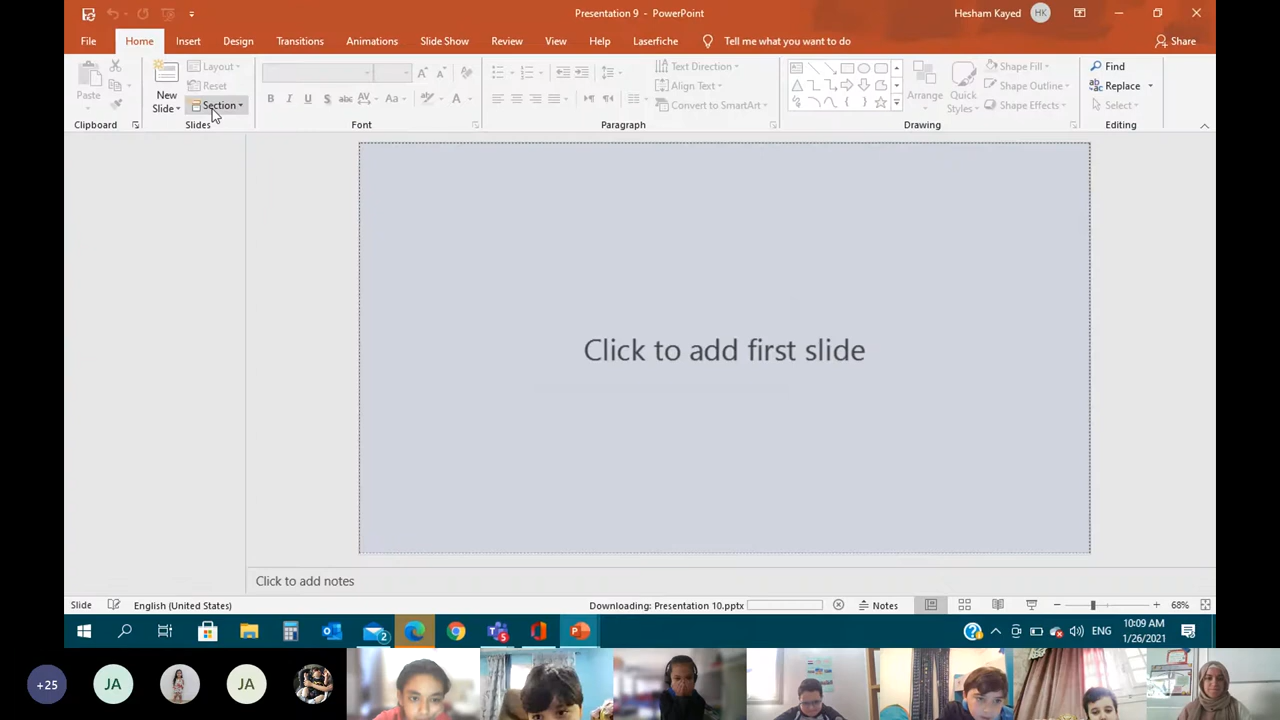 Presentation 9 - PowerPoint
Hesham Kayed
HK
File
Home
Insert
Design
Transitions
Animations
Slide Show
Review
View
Help
Laserfiche
Tell me what you want to do
Share
Paste
Clipboard
New
Slide
Layout
Reset
Section
Slides
B I U S abc AV Aa A
Font
Text Direction
Align Text
Convert to SmartArt
Paragraph
Arrange
Quick
Styles
Shape Fill
Shape Outline
Shape Effects
Drawing
Find
Replace
Select
Editing
Click to add first slide
Click to add notes
Slide
English (United States)
Downloading: Presentation 10.pptx
Notes
68%
ENG
10:09 AM
1/26/2021
+25
JA
JA